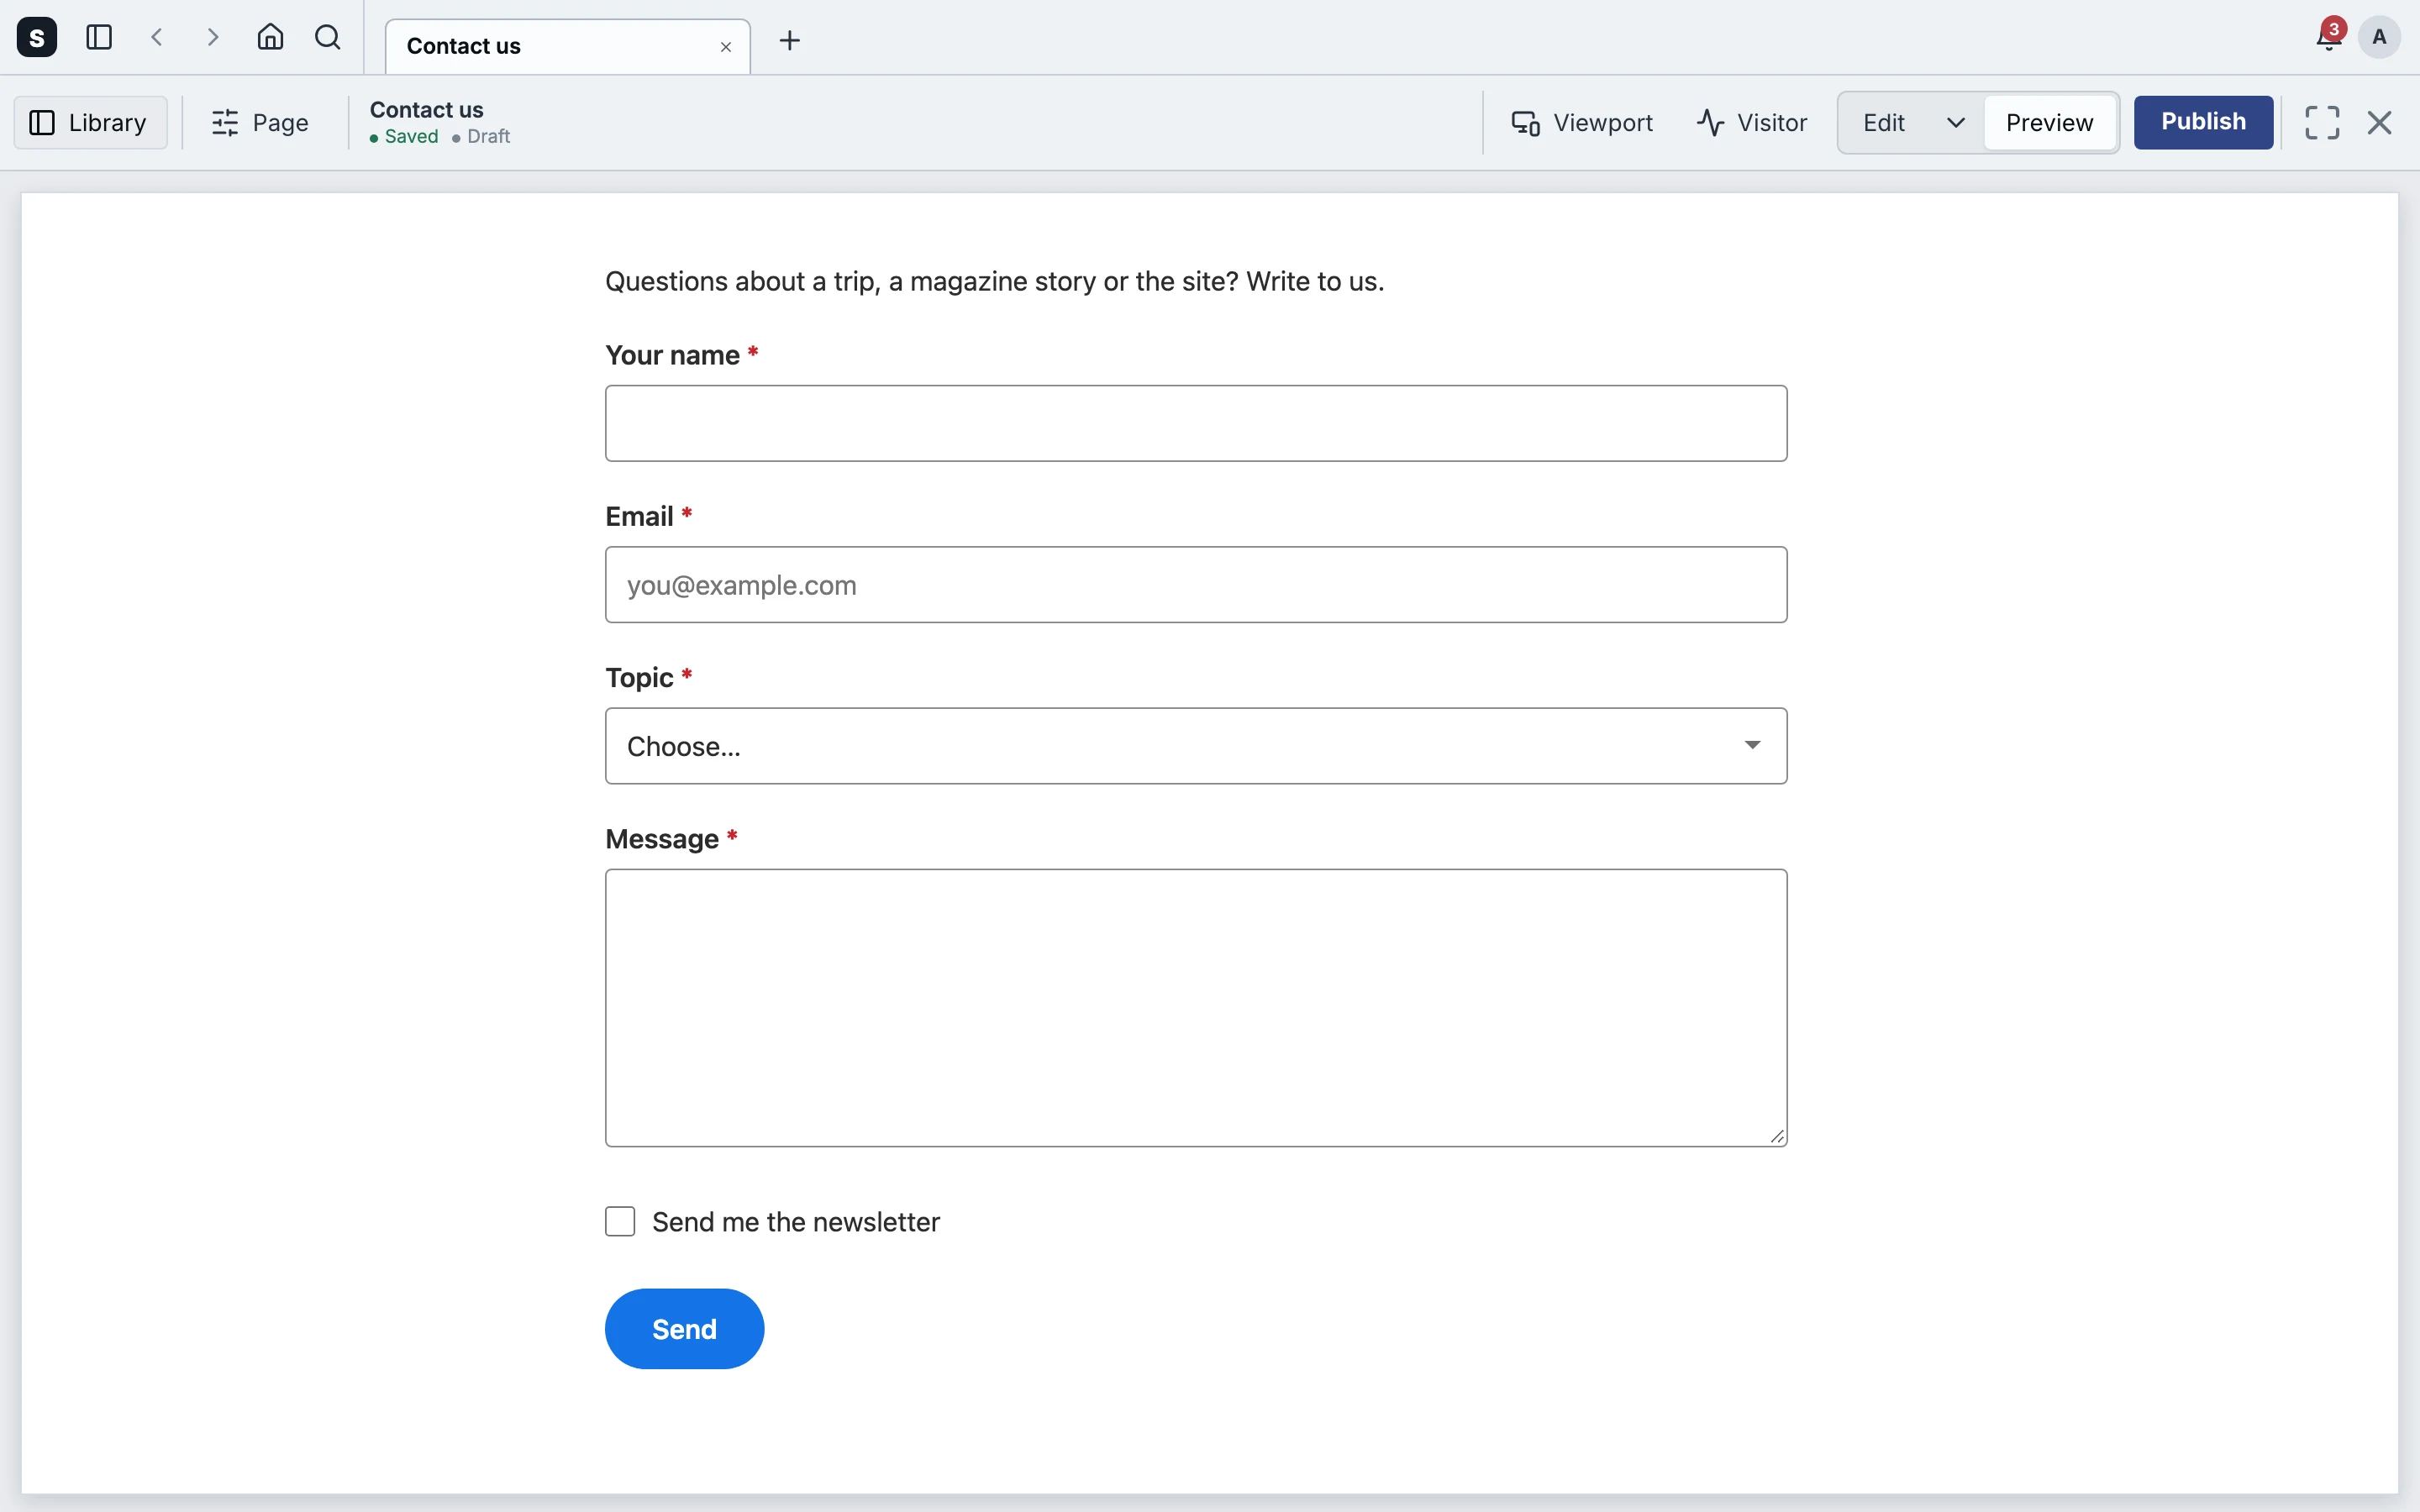 S
Contact us
3
A
Library
Page
Contact us
Saved
Draft
Viewport
Visitor
Edit
Preview
Publish
Questions about a trip, a magazine story or the site? Write to us.
Your name *
Email *
you@example.com
Topic *
Choose...
Message *
Send me the newsletter
Send